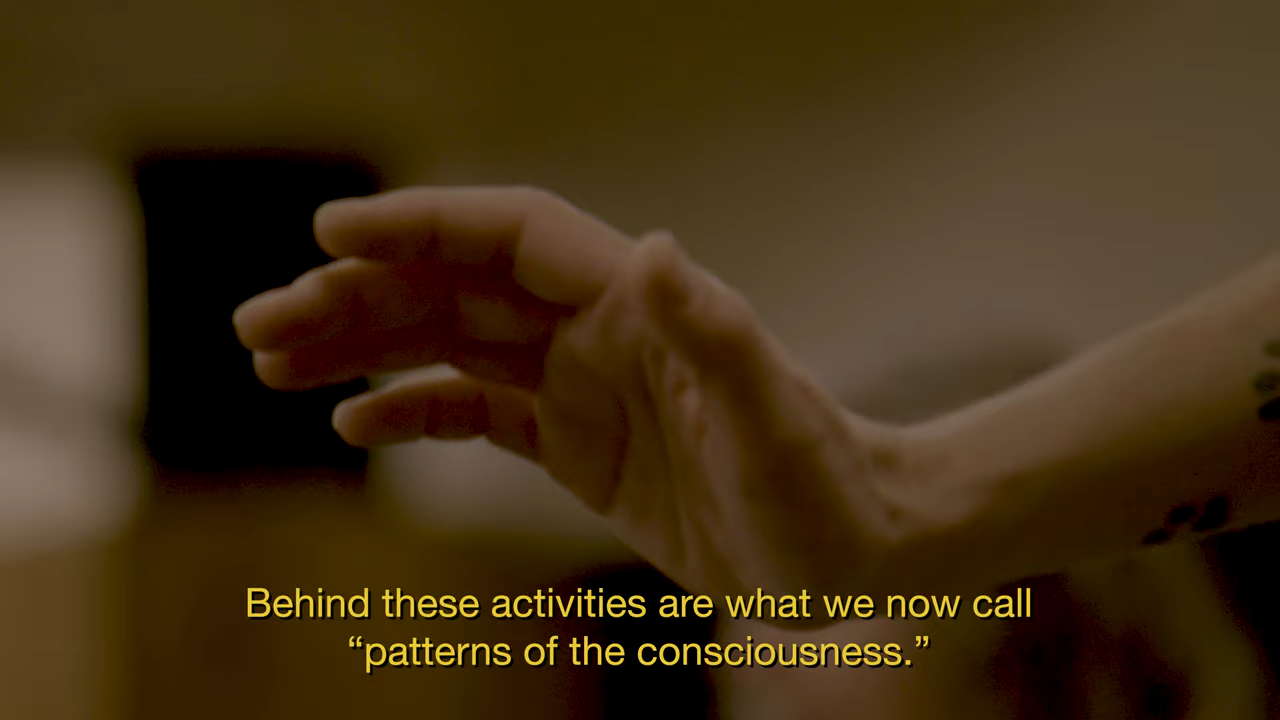 Behind these activities are what we now call
“patterns of the consciousness.”